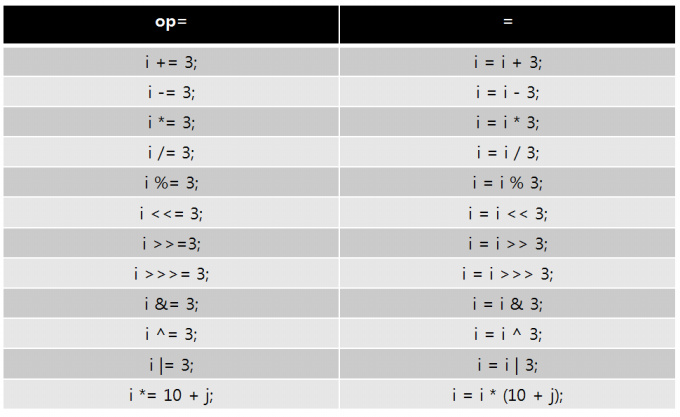 op= =
i += 3; i = i + 3;
i -= 3; i = i - 3;
i *= 3; i = i * 3;
i /= 3; i = i / 3;
i %= 3; i = i % 3;
i <<= 3; i = i << 3;
i >>=3; i = i >> 3;
i >>>= 3; i = i >>> 3;
i &= 3; i = i & 3;
i ^= 3; i = i ^ 3;
i |= 3; i = i | 3;
i *= 10 + j; i = i * (10 + j);